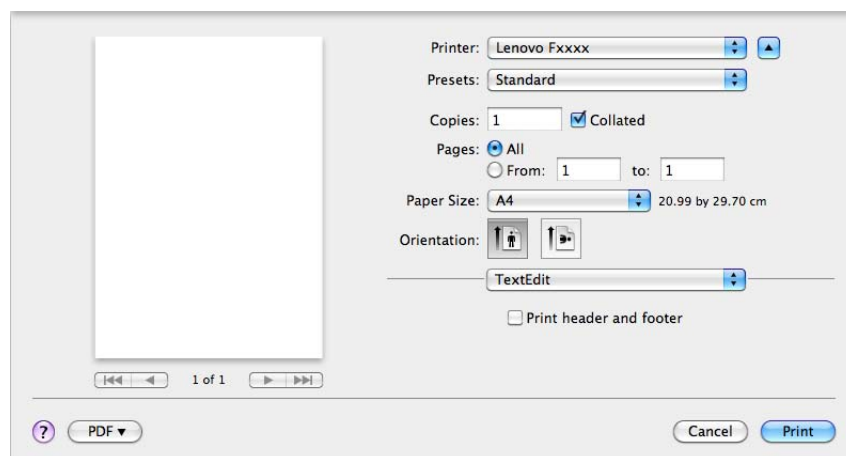 Printer: Lenovo Fxxxx
Presets: Standard
Copies: 1 Collated
Pages: All
From: 1 to: 1
Paper Size: A4 20.99 by 29.70 cm
Orientation:
TextEdit
Print header and footer
1 of 1
? PDF ▼ Cancel Print